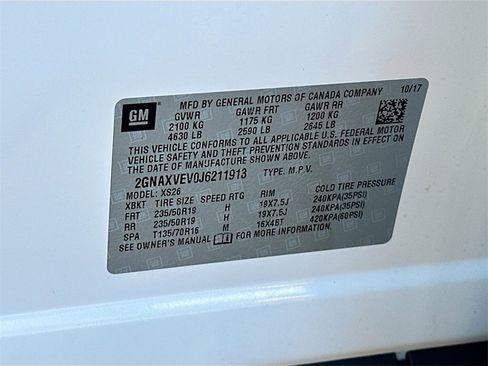 GM
MFD BY GENERAL MOTORS OF CANADA COMPANY 10/17
GVWR GAWR FRT GAWR RR
2100 KG 1175 KG 1200 KG
4630 LB 2590 LB 2645 LB
THIS VEHICLE CONFORMS TO ALL APPLICABLE U.S. FEDERAL MOTOR
VEHICLE SAFETY, BUMPER, AND THEFT PREVENTION STANDARDS IN EFFECT
ON THE DATE OF MANUFACTURE SHOWN ABOVE.
2GNAXVEV0J6211913 TYPE: M.P.V.
MODEL: XS26
XBKT TIRE SIZE SPEED RTG RIM COLD TIRE PRESSURE
FRT 235/50R19 H 19X7.5J 240KPA(35PSI)
RR 235/50R19 H 19X7.5J 240KPA(35PSI)
SPA T135/70R16 M 16X4BT 420KPA(60PSI)
SEE OWNER'S MANUAL FOR MORE INFORMATION.